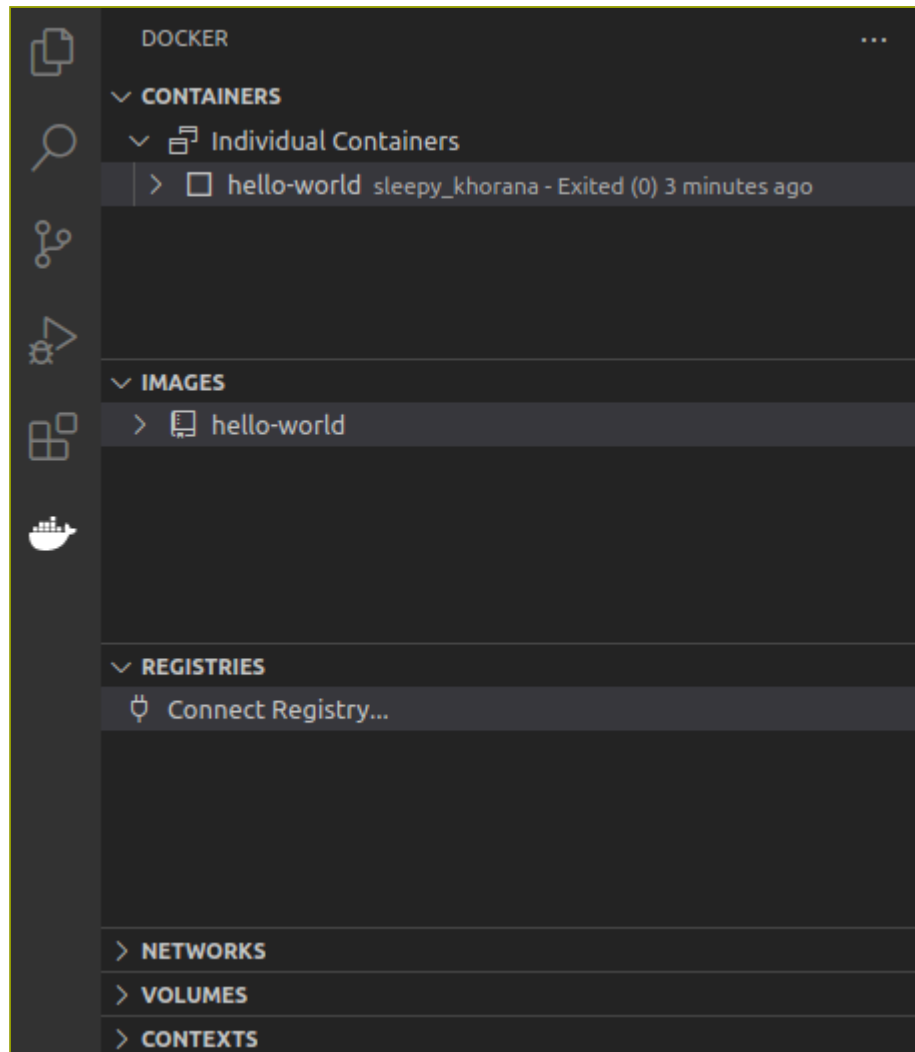 DOCKER
CONTAINERS
Individual Containers
hello-world sleepy_khorana - Exited (0) 3 minutes ago
IMAGES
hello-world
REGISTRIES
Connect Registry...
NETWORKS
VOLUMES
CONTEXTS